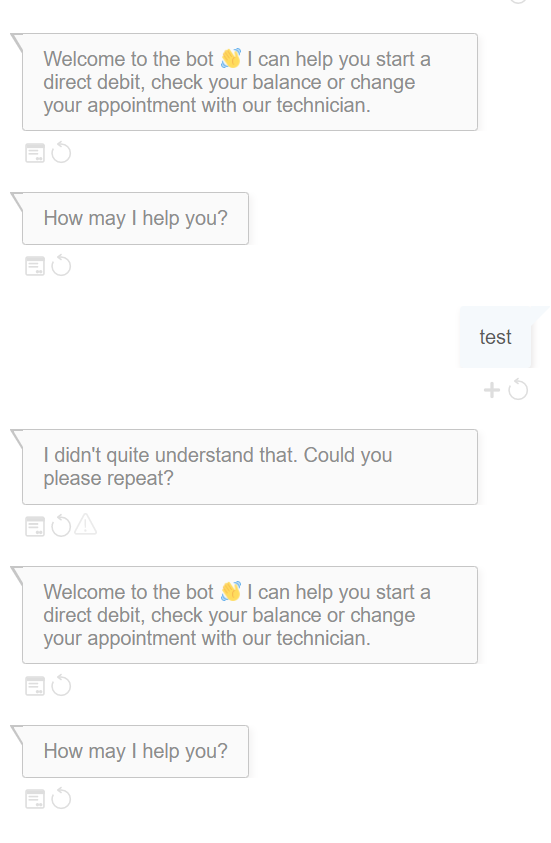 Welcome to the bot 👋 I can help you start a
direct debit, check your balance or change
your appointment with our technician.
How may I help you?
test
I didn't quite understand that. Could you
please repeat?
Welcome to the bot 👋 I can help you start a
direct debit, check your balance or change
your appointment with our technician.
How may I help you?